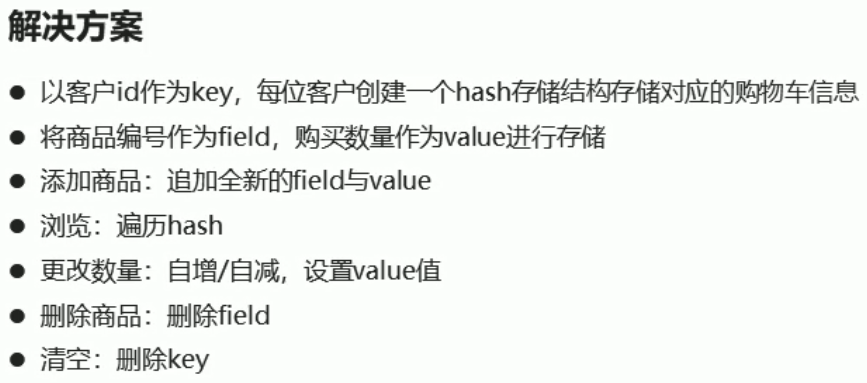 解决方案
● 以客户id作为key，每位客户创建一个hash存储结构存储对应的购物车信息
● 将商品编号作为field，购买数量作为value进行存储
● 添加商品：追加全新的field与value
● 浏览：遍历hash
● 更改数量：自增/自减，设置value值
● 删除商品：删除field
● 清空：删除key